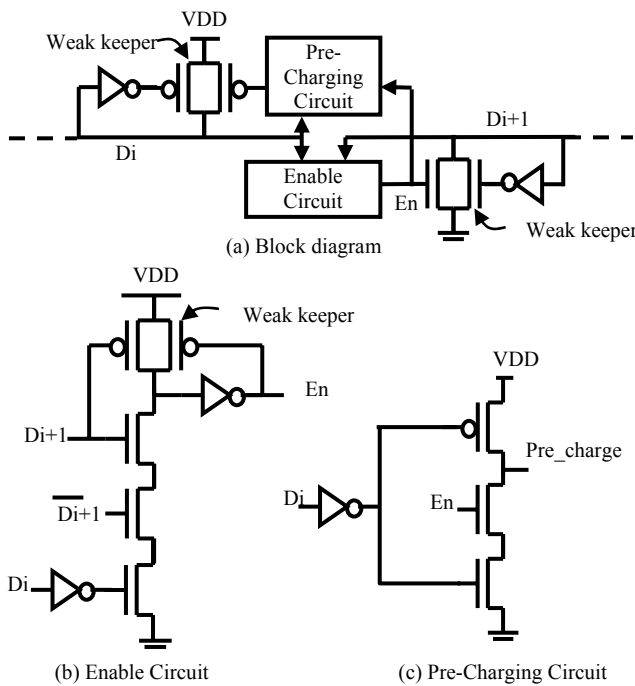 VDD
Weak keeper
Pre-
Charging
Circuit
Di
Di+1
Enable
Circuit
En
Weak keeper
(a) Block diagram
VDD
Weak keeper
En
Di+1
Di+1
Di
(b) Enable Circuit
VDD
Pre_charge
Di
En
(c) Pre-Charging Circuit